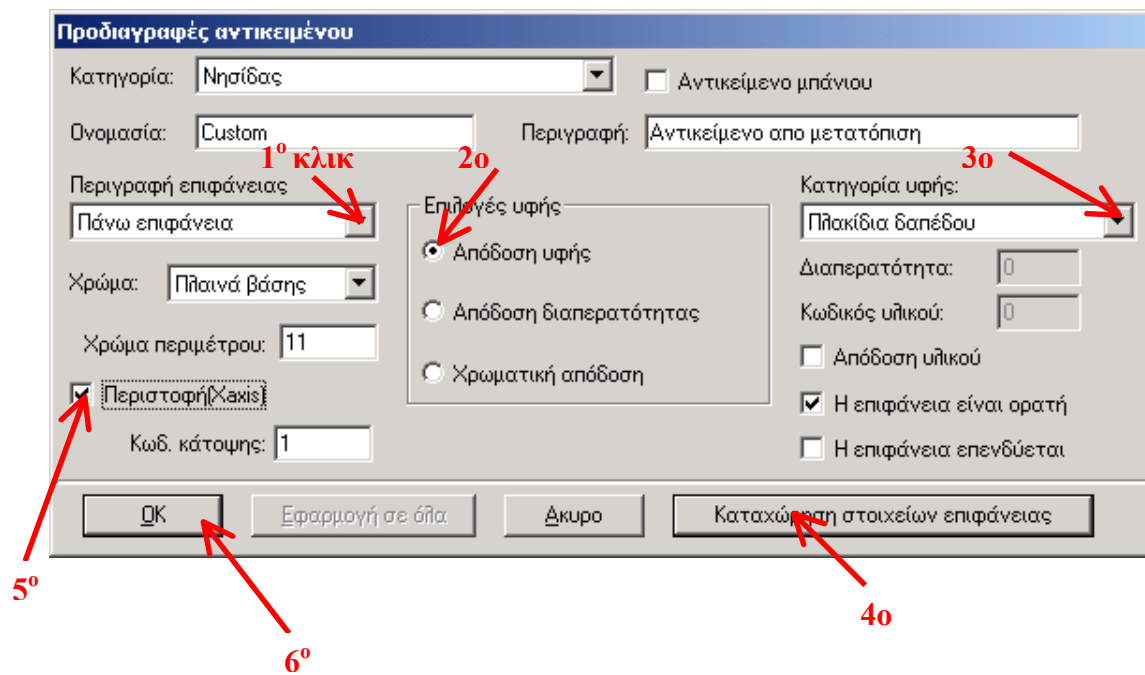 Προδιαγραφές αντικειμένου
Κατηγορία: Νησίδας Αντικείμενο μπάνιου
Ονομασία: Custom Περιγραφή: Αντικείμενο απο μετατόπιση
1ο κλικ 2ο 3ο
Περιγραφή επιφάνειας Επιλογές υφής Κατηγορία υφής:
Πάνω επιφάνεια Απόδοση υφής Πλακίδια δαπέδου
Χρώμα: Πλαινά βάσης Απόδοση διαπερατότητας Διαπερατότητα: 0
Κωδικός υλικού: 0
Χρώμα περιμέτρου: 11 Χρωματική απόδοση Απόδοση υλικού
Περιστοφή(Xaxis) Η επιφάνεια είναι ορατή
Κωδ. κάτοψης: 1 Η επιφάνεια επενδύεται
OK Εφαρμογή σε όλα Ακυρο Καταχώρηση στοιχείων επιφάνειας
5ο 4ο
6ο